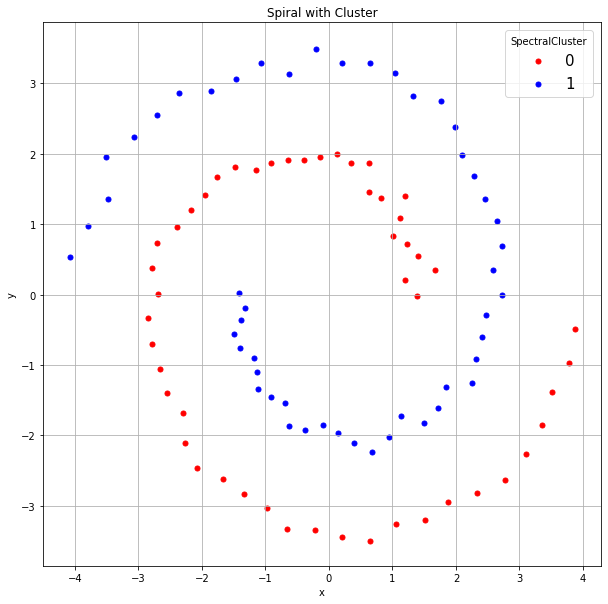 Spiral with Cluster
SpectralCluster
0
1
y
3
2
1
0
−1
−2
−3
−4 −3 −2 −1 0 1 2 3 4
x